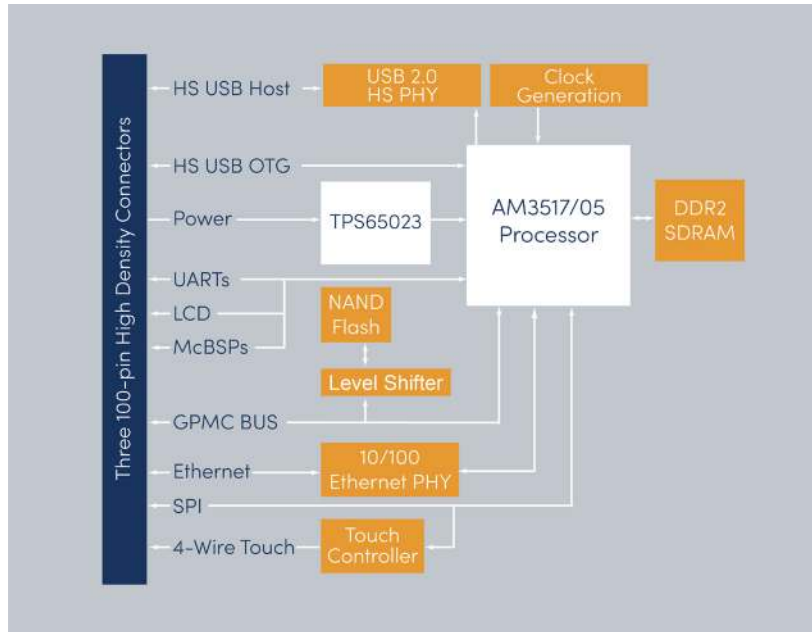 Three 100-pin High Density Connectors
HS USB Host
USB 2.0
HS PHY
Clock
Generation
HS USB OTG
Power
TPS65023
AM3517/05
Processor
DDR2
SDRAM
UARTs
LCD
McBSPs
NAND
Flash
Level Shifter
GPMC BUS
Ethernet
10/100
Ethernet PHY
SPI
4-Wire Touch
Touch
Controller